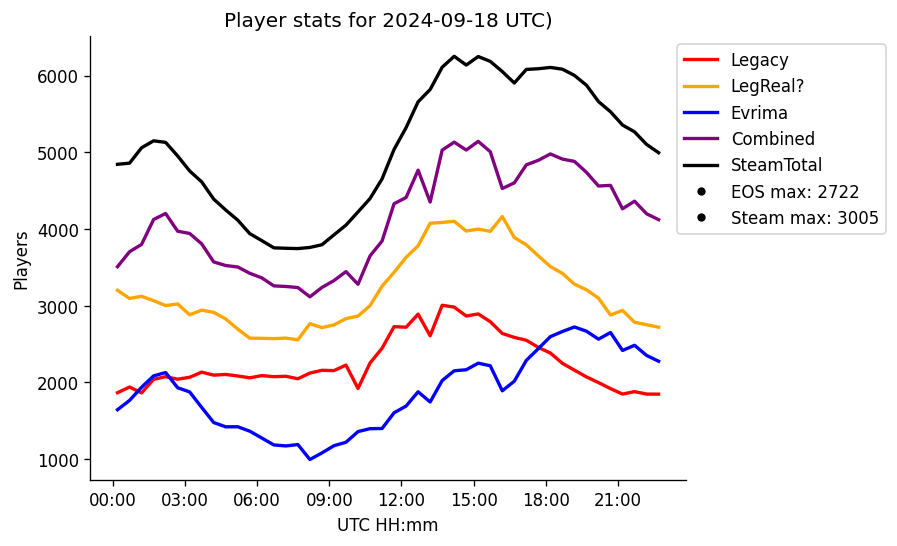 Player stats for 2024-09-18 UTC)
Legacy
LegReal?
Evrima
Combined
SteamTotal
EOS max: 2722
Steam max: 3005
Players
6000
5000
4000
3000
2000
1000
00:00 03:00 06:00 09:00 12:00 15:00 18:00 21:00
UTC HH:mm